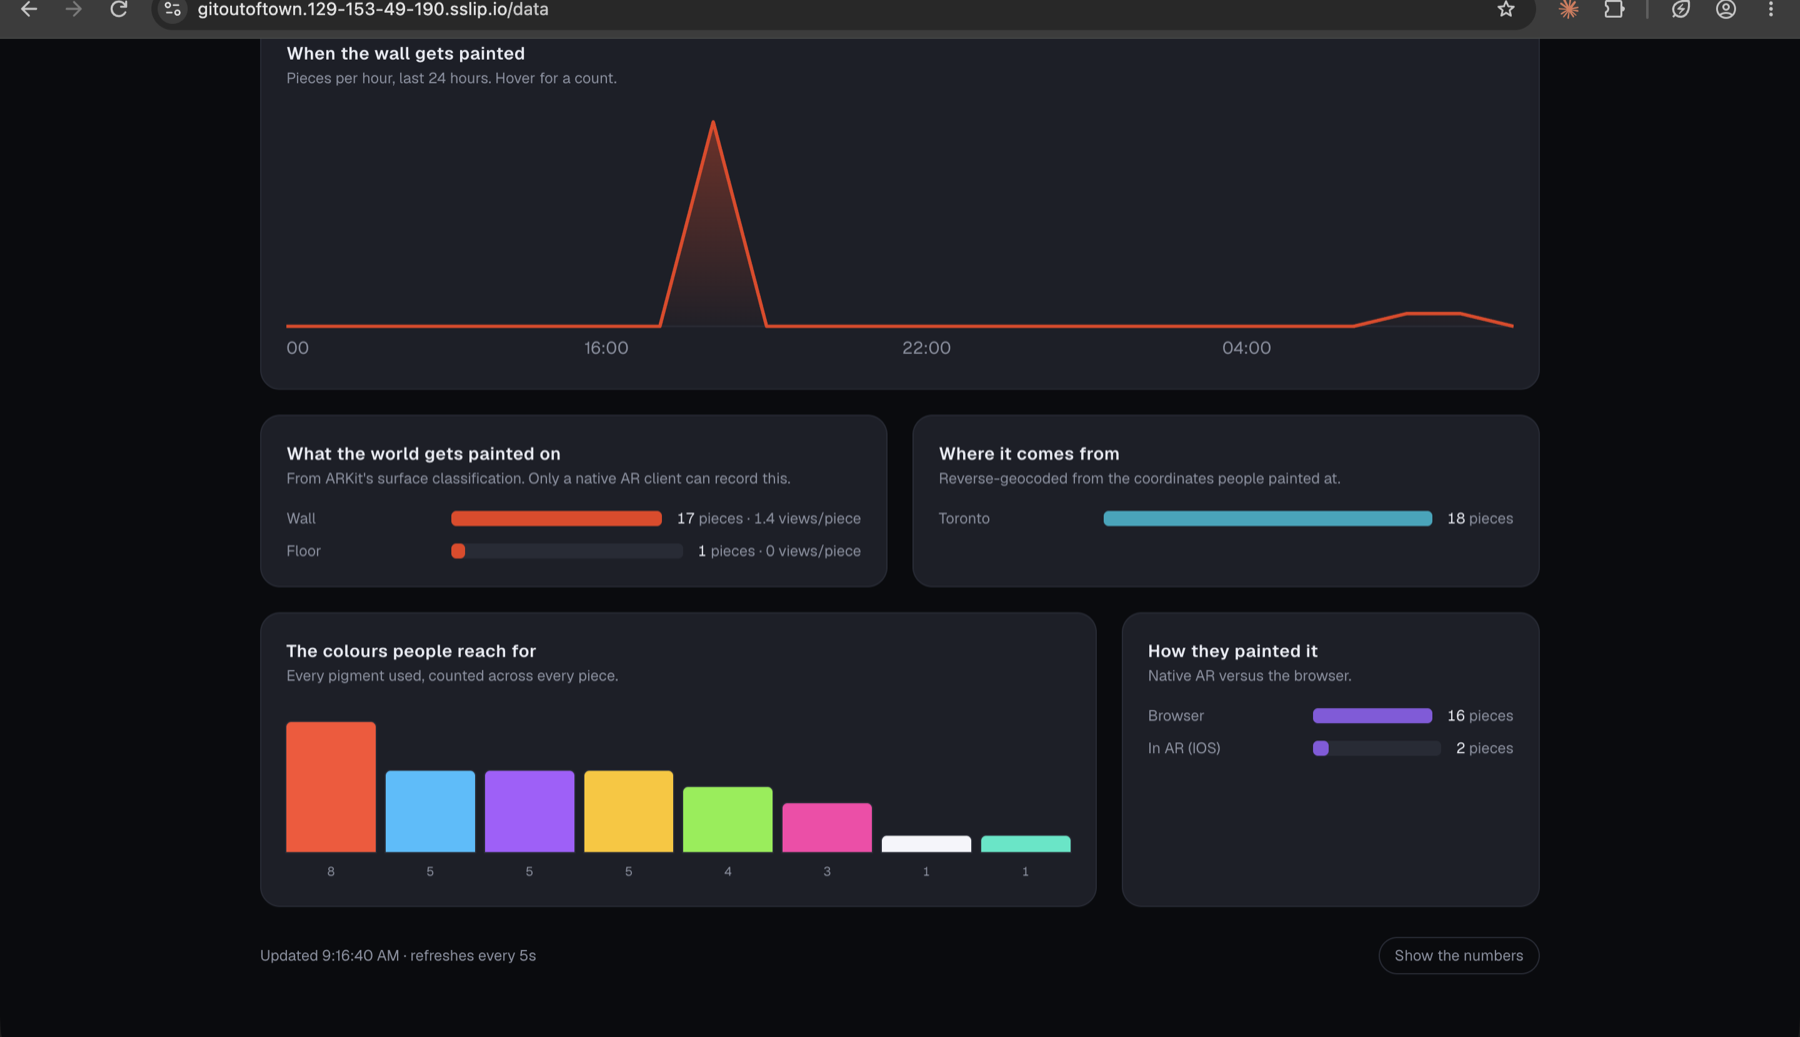 gitoutoftown.129-153-49-190.sslip.io/data
When the wall gets painted
Pieces per hour, last 24 hours. Hover for a count.
00 16:00 22:00 04:00
What the world gets painted on
From ARKit's surface classification. Only a native AR client can record this.
Wall 17 pieces · 1.4 views/piece
Floor 1 pieces · 0 views/piece
Where it comes from
Reverse-geocoded from the coordinates people painted at.
Toronto 18 pieces
The colours people reach for
Every pigment used, counted across every piece.
8 5 5 5 4 3 1 1
How they painted it
Native AR versus the browser.
Browser 16 pieces
In AR (IOS) 2 pieces
Updated 9:16:40 AM · refreshes every 5s
Show the numbers